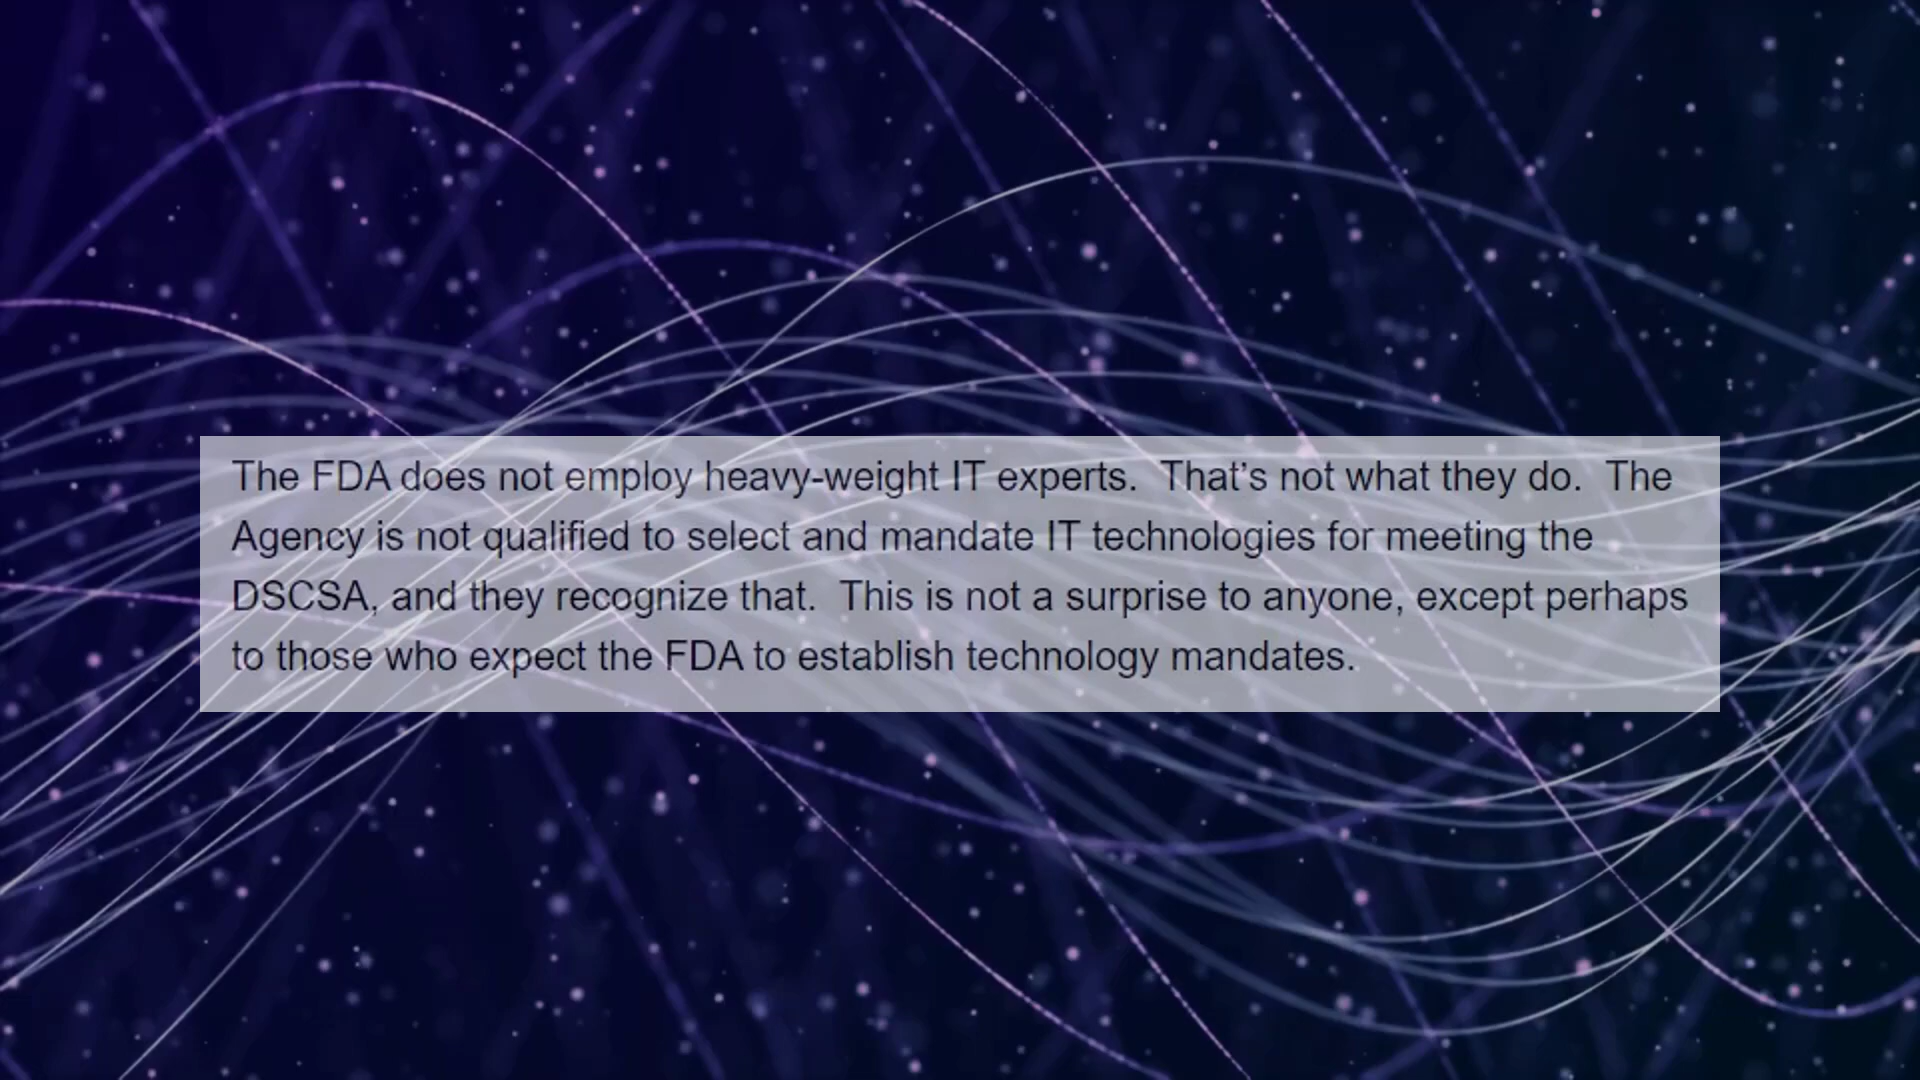 The FDA does not employ heavy-weight IT experts.  That’s not what they do.  The
Agency is not qualified to select and mandate IT technologies for meeting the
DSCSA, and they recognize that.  This is not a surprise to anyone, except perhaps
to those who expect the FDA to establish technology mandates.